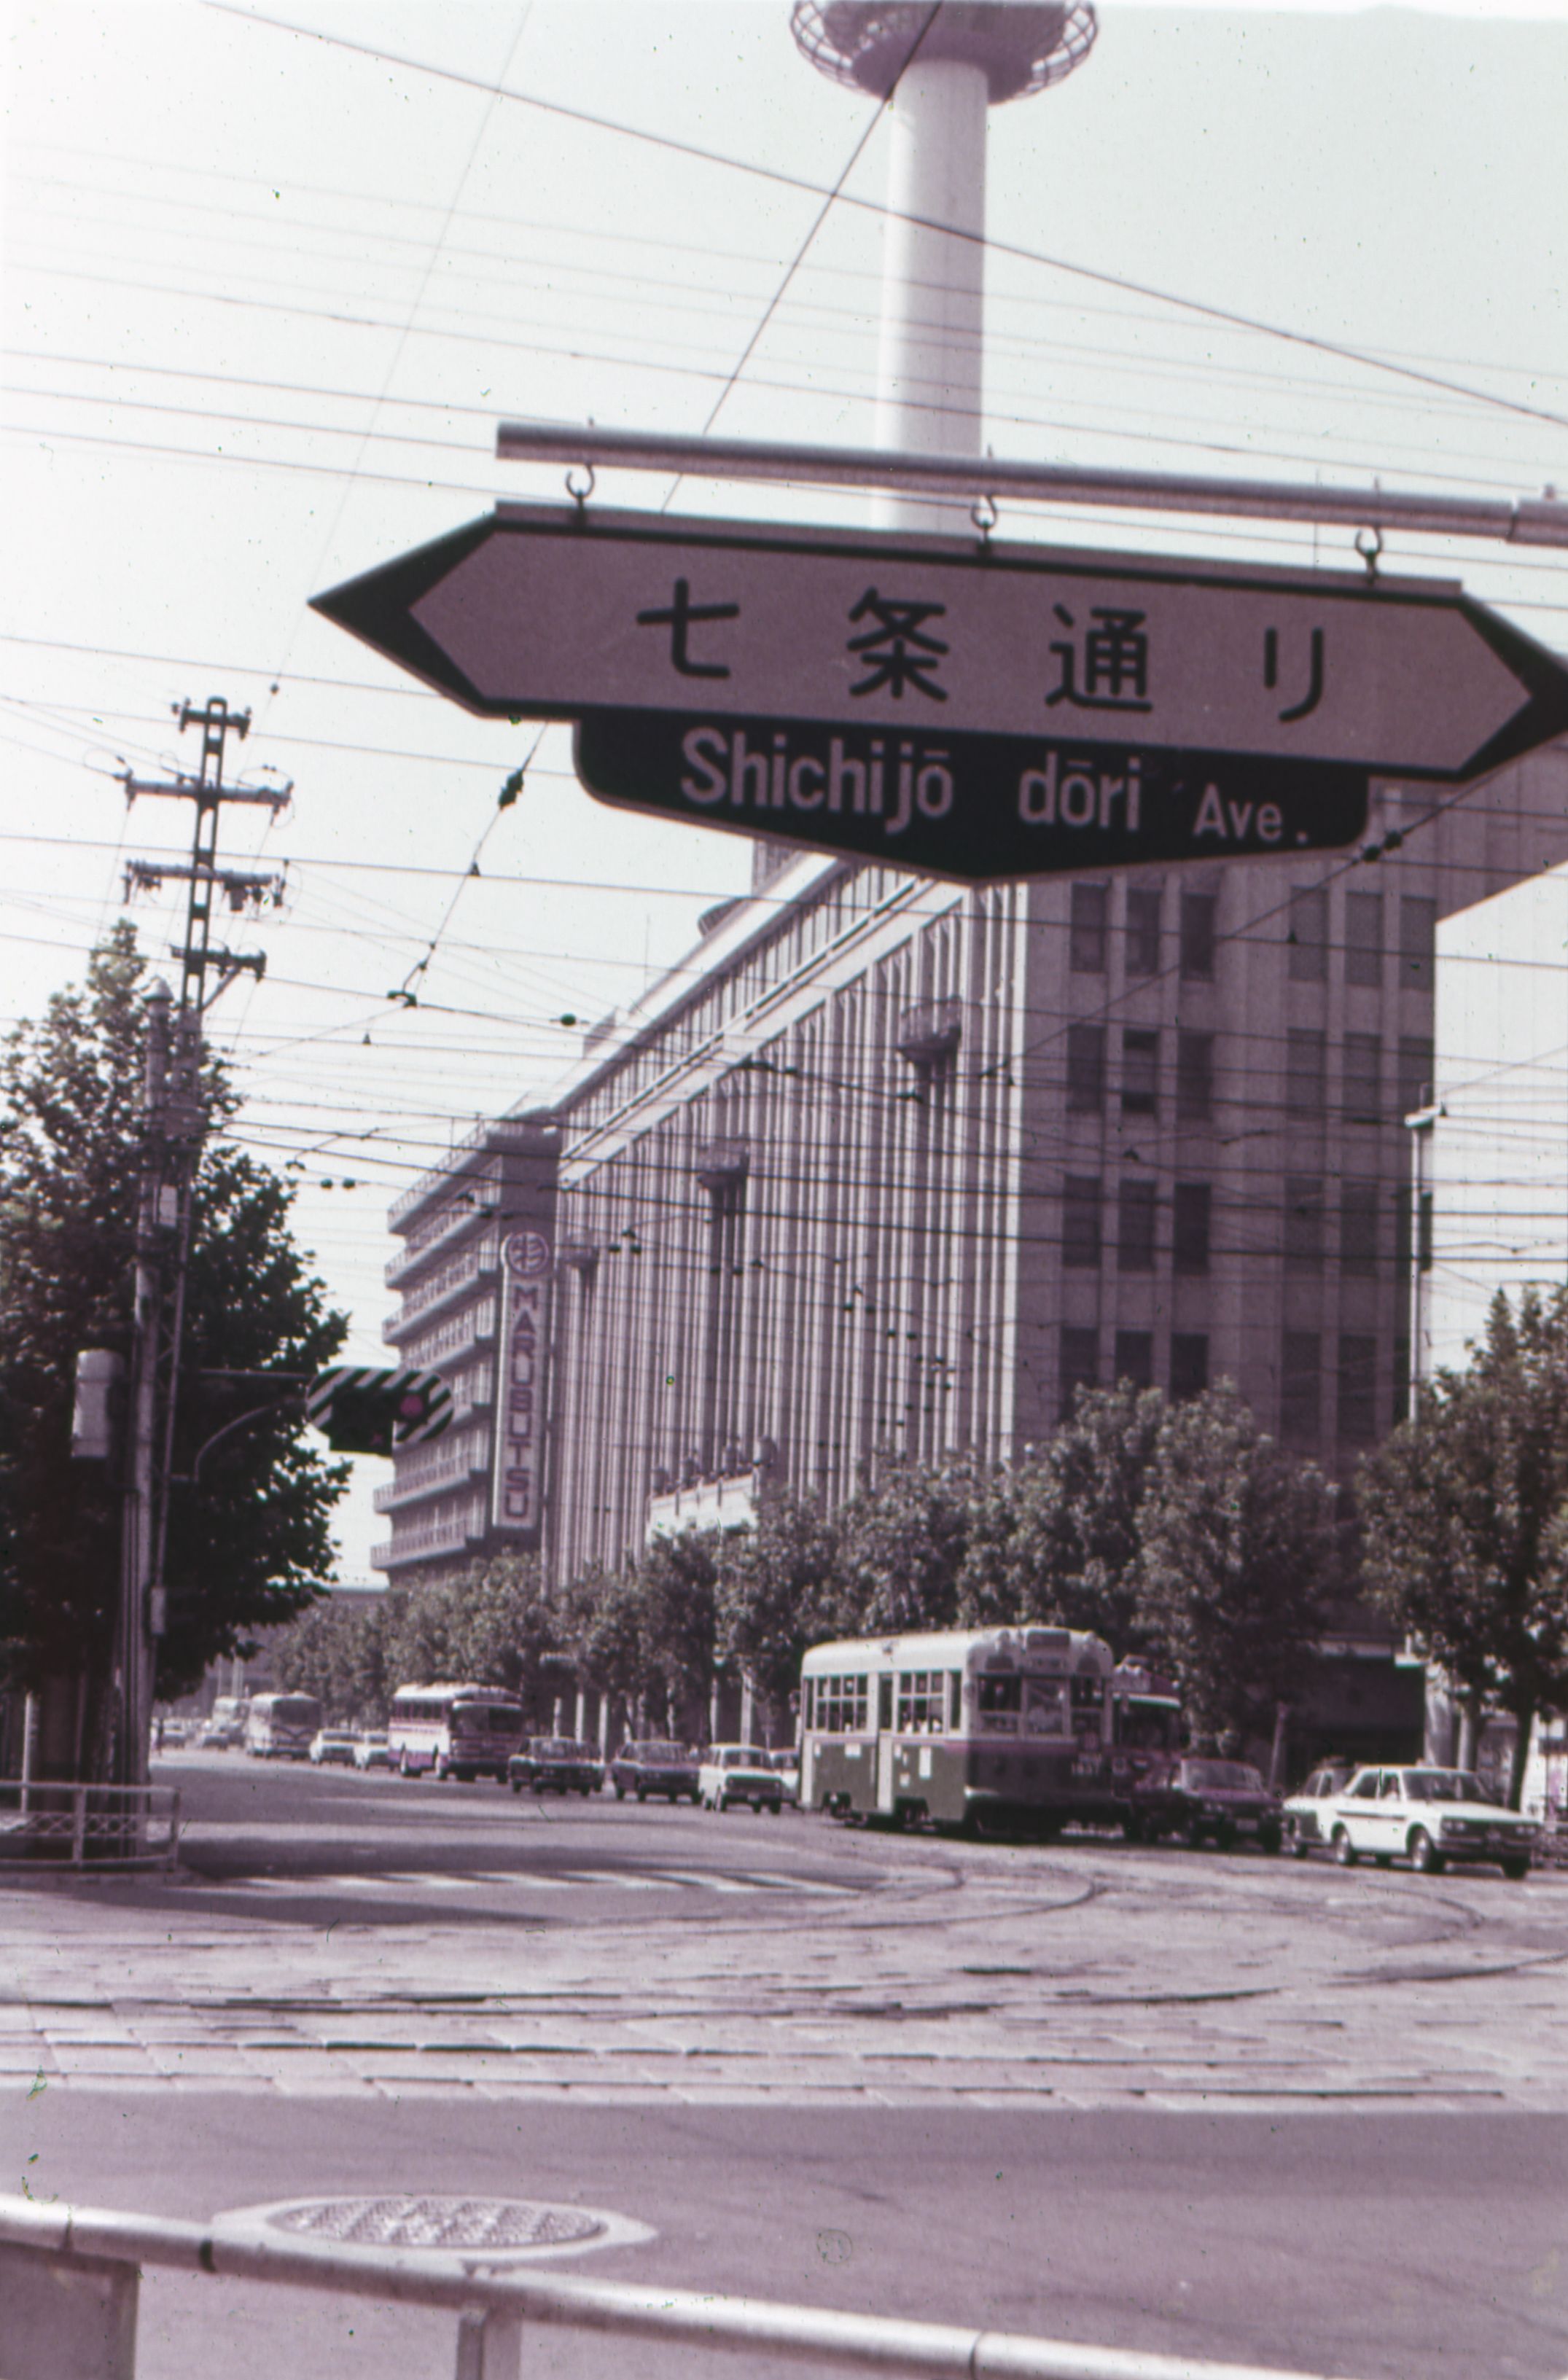 七条通り
Shichijō dōri Ave.
MARUBUTSU